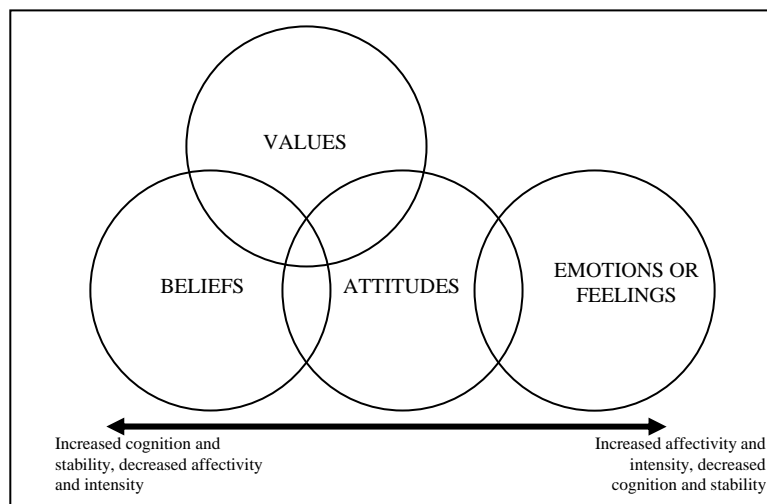 VALUES
BELIEFS
ATTITUDES
EMOTIONS OR
FEELINGS
Increased cognition and
stability, decreased affectivity
and intensity
Increased affectivity and
intensity, decreased
cognition and stability